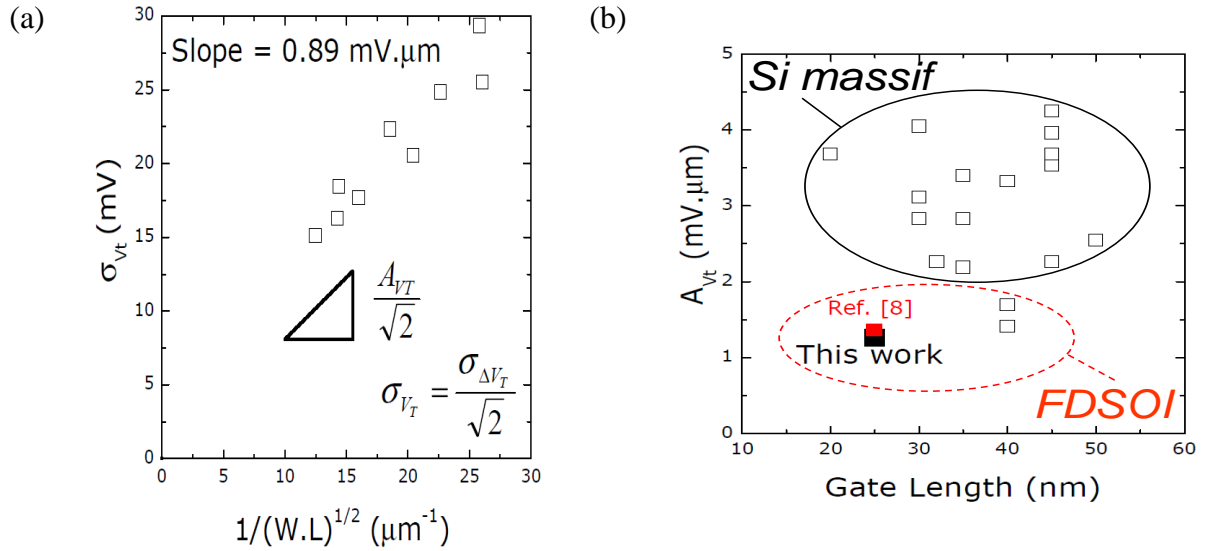 (a)
30
25
20
15
10
5
0
σVt (mV)
Slope = 0.89 mV.μm
AVT
√2
σVT = σΔVT
√2
0 5 10 15 20 25 30
1/(W.L)^1/2 (μm^-1)
(b)
5
4
3
2
1
0
AVt (mV.μm)
Si massif
Ref. [8]
This work
FDSOI
10 20 30 40 50 60
Gate Length (nm)